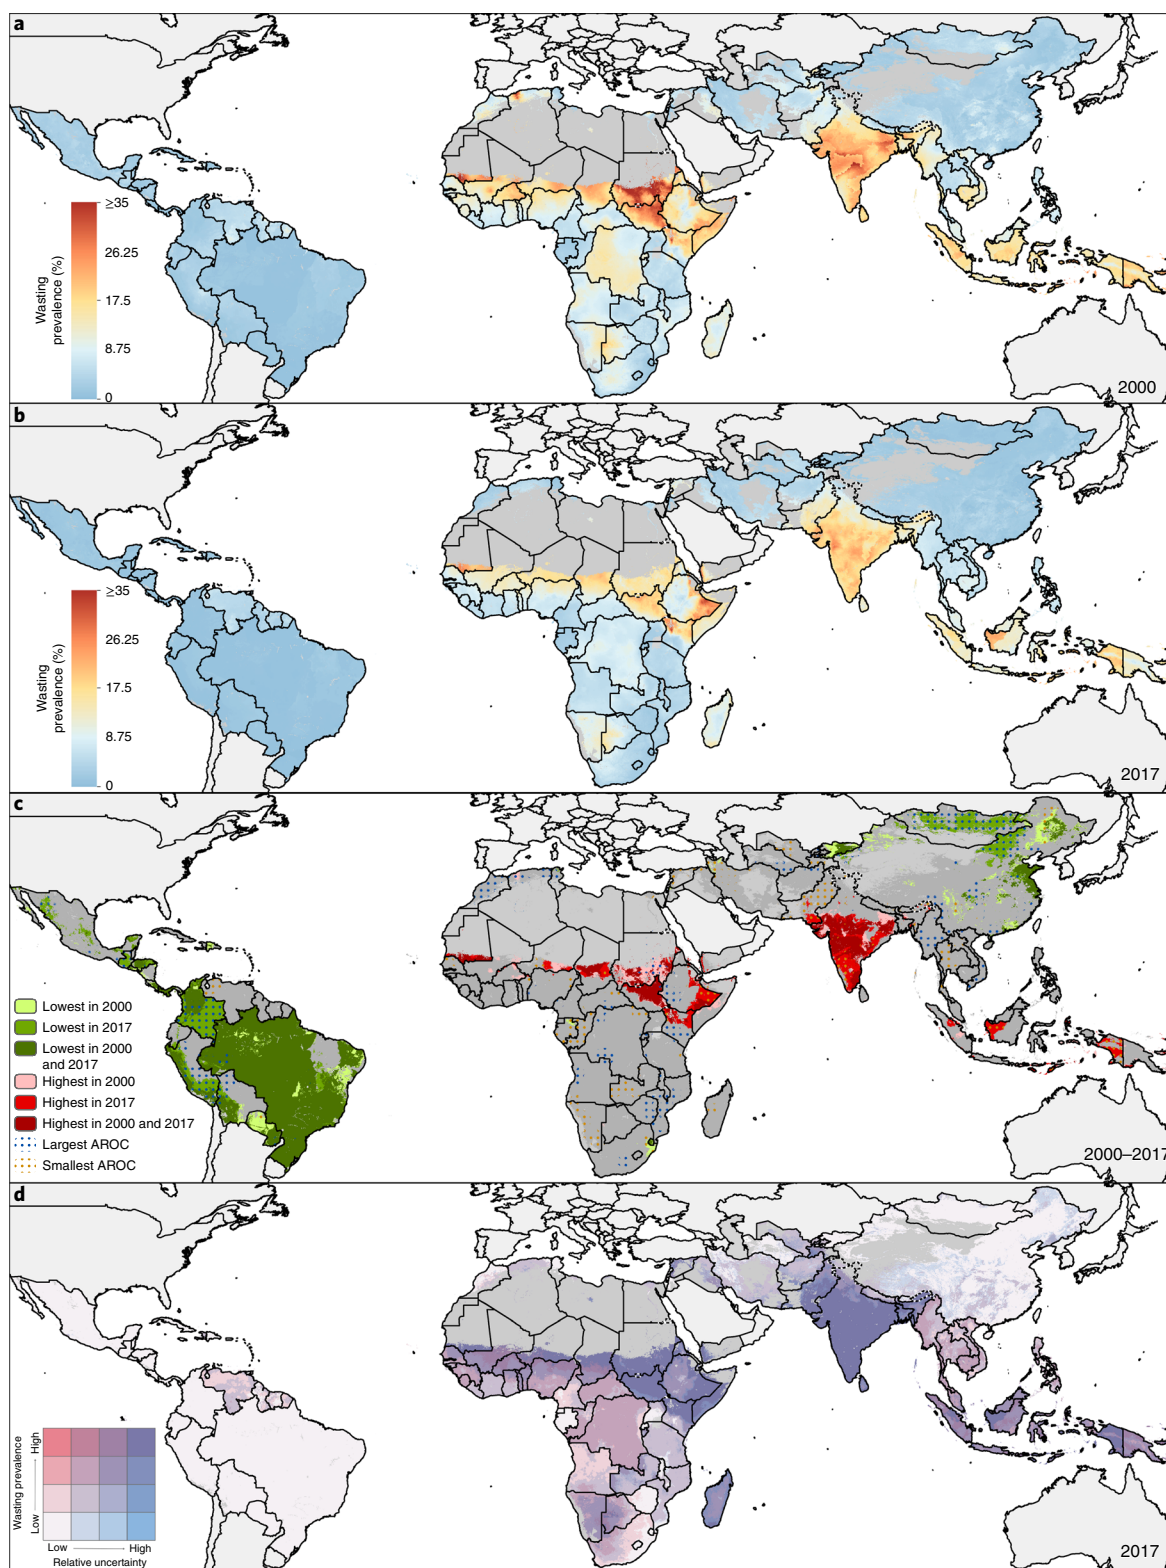 a
Wasting
prevalence (%)
≥35
26.25
17.5
8.75
0
2000
b
Wasting
prevalence (%)
≥35
26.25
17.5
8.75
0
2017
c
Lowest in 2000
Lowest in 2017
Lowest in 2000
and 2017
Highest in 2000
Highest in 2017
Highest in 2000 and 2017
Largest AROC
Smallest AROC
2000–2017
d
Wasting prevalence
High
Low
Low
High
Relative uncertainty
2017